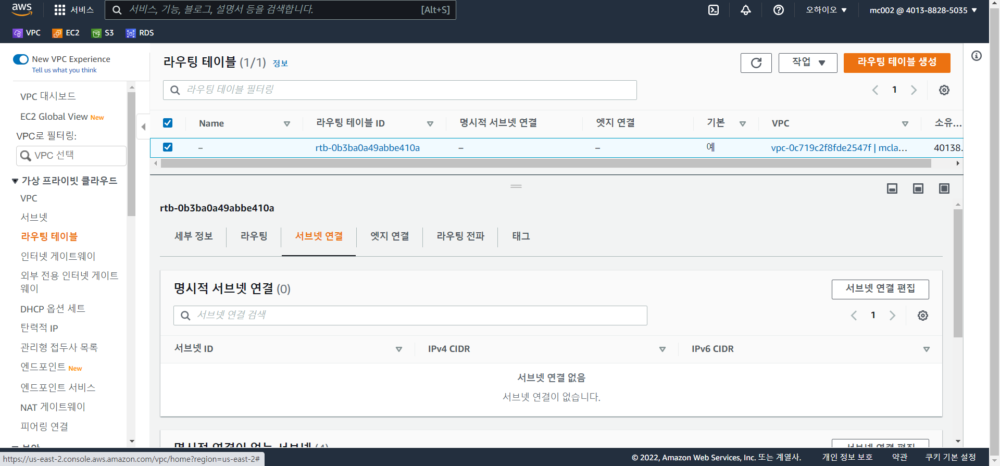 aws 서비스 서비스, 기능, 블로그, 설명서 등을 검색합니다. [Alt+S] 오하이오 ▼ mc002 @ 4013-8828-5035 ▼
VPC EC2 S3 RDS
New VPC Experience
Tell us what you think
VPC 대시보드
EC2 Global View New
VPC로 필터링:
VPC 선택
가상 프라이빗 클라우드
VPC
서브넷
라우팅 테이블
인터넷 게이트웨이
외부 전용 인터넷 게이트
웨이
DHCP 옵션 세트
탄력적 IP
관리형 접두사 목록
엔드포인트 New
엔드포인트 서비스
NAT 게이트웨이
피어링 연결
라우팅 테이블 (1/1) 정보
작업 ▼ 라우팅 테이블 생성
라우팅 테이블 필터링
1
Name 라우팅 테이블 ID 명시적 서브넷 연결 엣지 연결 기본 VPC 소유...
– rtb-0b3ba0a49abbe410a – – 예 vpc-0c719c2f8fde2547f | mcla... 40138.
rtb-0b3ba0a49abbe410a
세부 정보 라우팅 서브넷 연결 엣지 연결 라우팅 전파 태그
명시적 서브넷 연결 (0) 서브넷 연결 편집
서브넷 연결 검색
1
서브넷 ID IPv4 CIDR IPv6 CIDR
서브넷 연결 없음
서브넷 연결이 없습니다.
명시적 연결이 없는 서브넷 (4) 서브넷 연결 편집
https://us-east-2.console.aws.amazon.com/vpc/home?region=us-east-2#
© 2022, Amazon Web Services, Inc. 또는 계열사. 개인 정보 보호 약관 쿠키 기본 설정